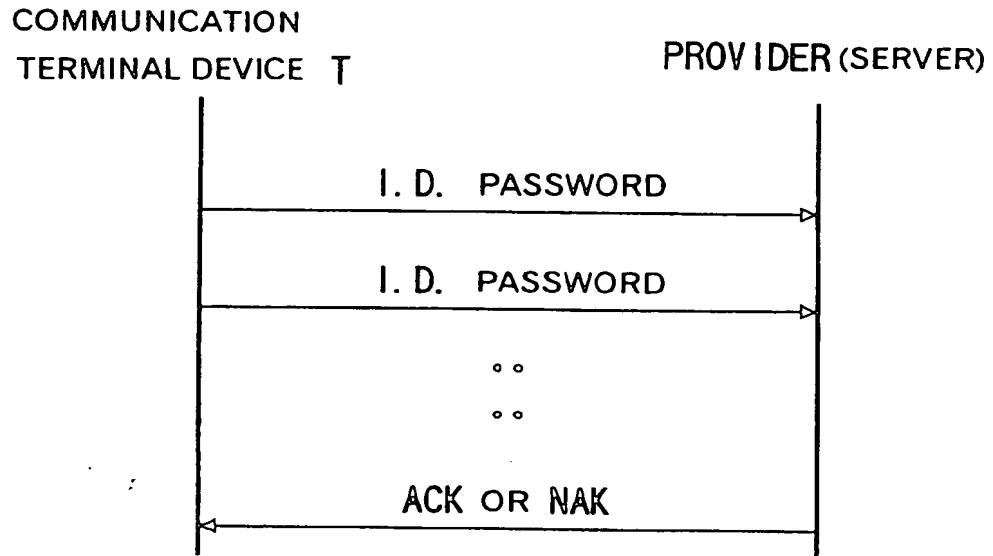 COMMUNICATION
TERMINAL DEVICE T
PROVIDER (SERVER)
I. D. PASSWORD
I. D. PASSWORD
ACK OR NAK